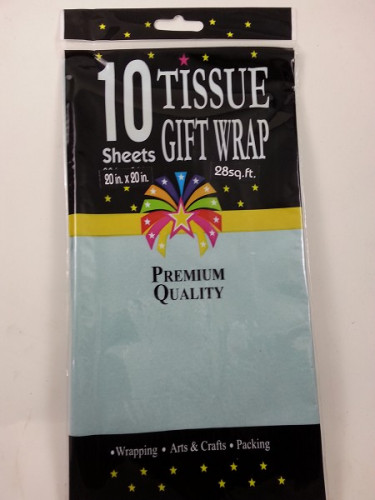 10 TISSUE
Sheets GIFT WRAP
20 in. x 20 in. 28sq.ft.
PREMIUM
QUALITY
•Wrapping • Arts & Crafts • Packing